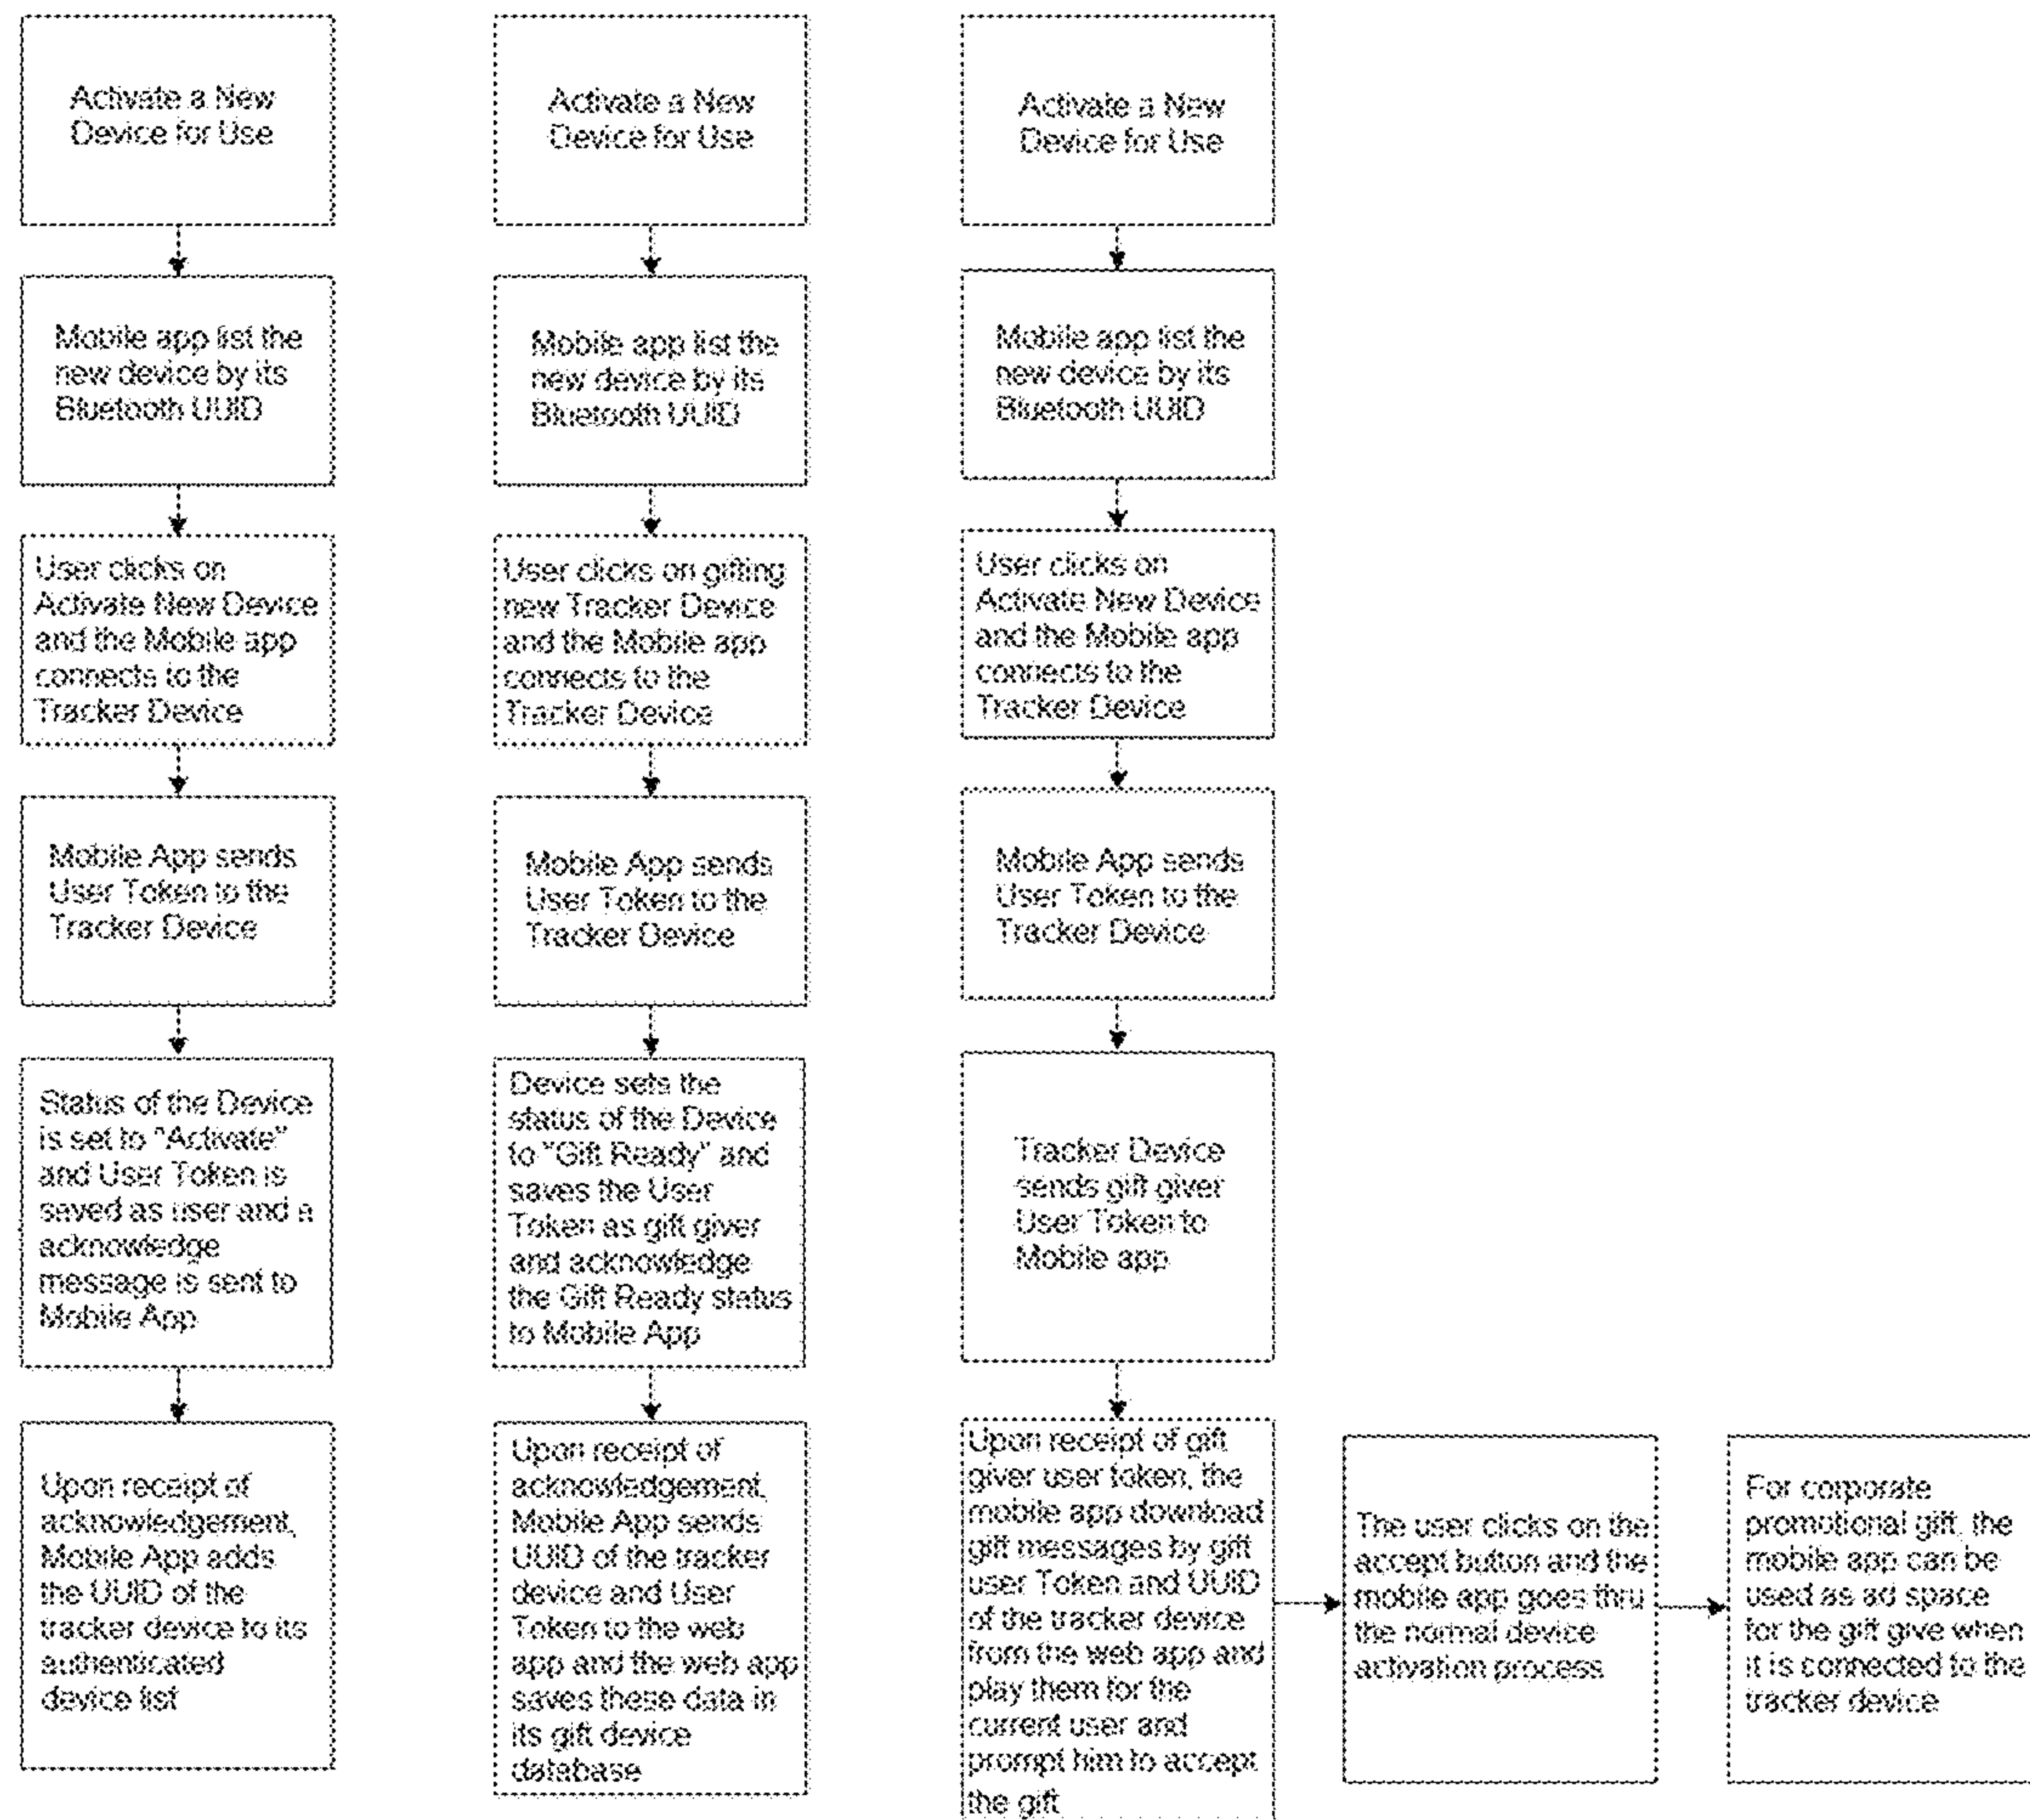 Activate a New
Device for Use
Mobile app list the
new device by its
Bluetooth UUID
User clicks on
Activate New Device
and the Mobile app
connects to the
Tracker Device
Mobile App sends
User Token to the
Tracker Device
Status of the Device
is set to "Activate"
and User Token is
saved as user and a
acknowledge
message is sent to
Mobile App
Upon receipt of
acknowledgement,
Mobile App adds
the UUID of the
tracker device to its
authenticated
device list
Activate a New
Device for Use
Mobile app list the
new device by its
Bluetooth UUID
User clicks on gifting
new Tracker Device
and the Mobile app
connects to the
Tracker Device
Mobile App sends
User Token to the
Tracker Device
Device sets the
status of the Device
to "Gift Ready" and
saves the User
Token as gift giver
and acknowledge
the Gift Ready status
to Mobile App
Upon receipt of
acknowledgement,
Mobile App sends
UUID of the tracker
device and User
Token to the web
app and the web app
saves these data in
its gift device
database
Activate a New
Device for Use
Mobile app list the
new device by its
Bluetooth UUID
User clicks on
Activate New Device
and the Mobile app
connects to the
Tracker Device
Mobile App sends
User Token to the
Tracker Device
Tracker Device
sends gift giver
User Token to
Mobile app
Upon receipt of gift
giver user token, the
mobile app download
gift messages by gift
user Token and UUID
of the tracker device
from the web app and
play them for the
current user and
prompt him to accept
the gift
The user clicks on the
accept button and the
mobile app goes thru
the normal device
activation process
For corporate
promotional gift, the
mobile app can be
used as ad space
for the gift give when
it is connected to the
tracker device